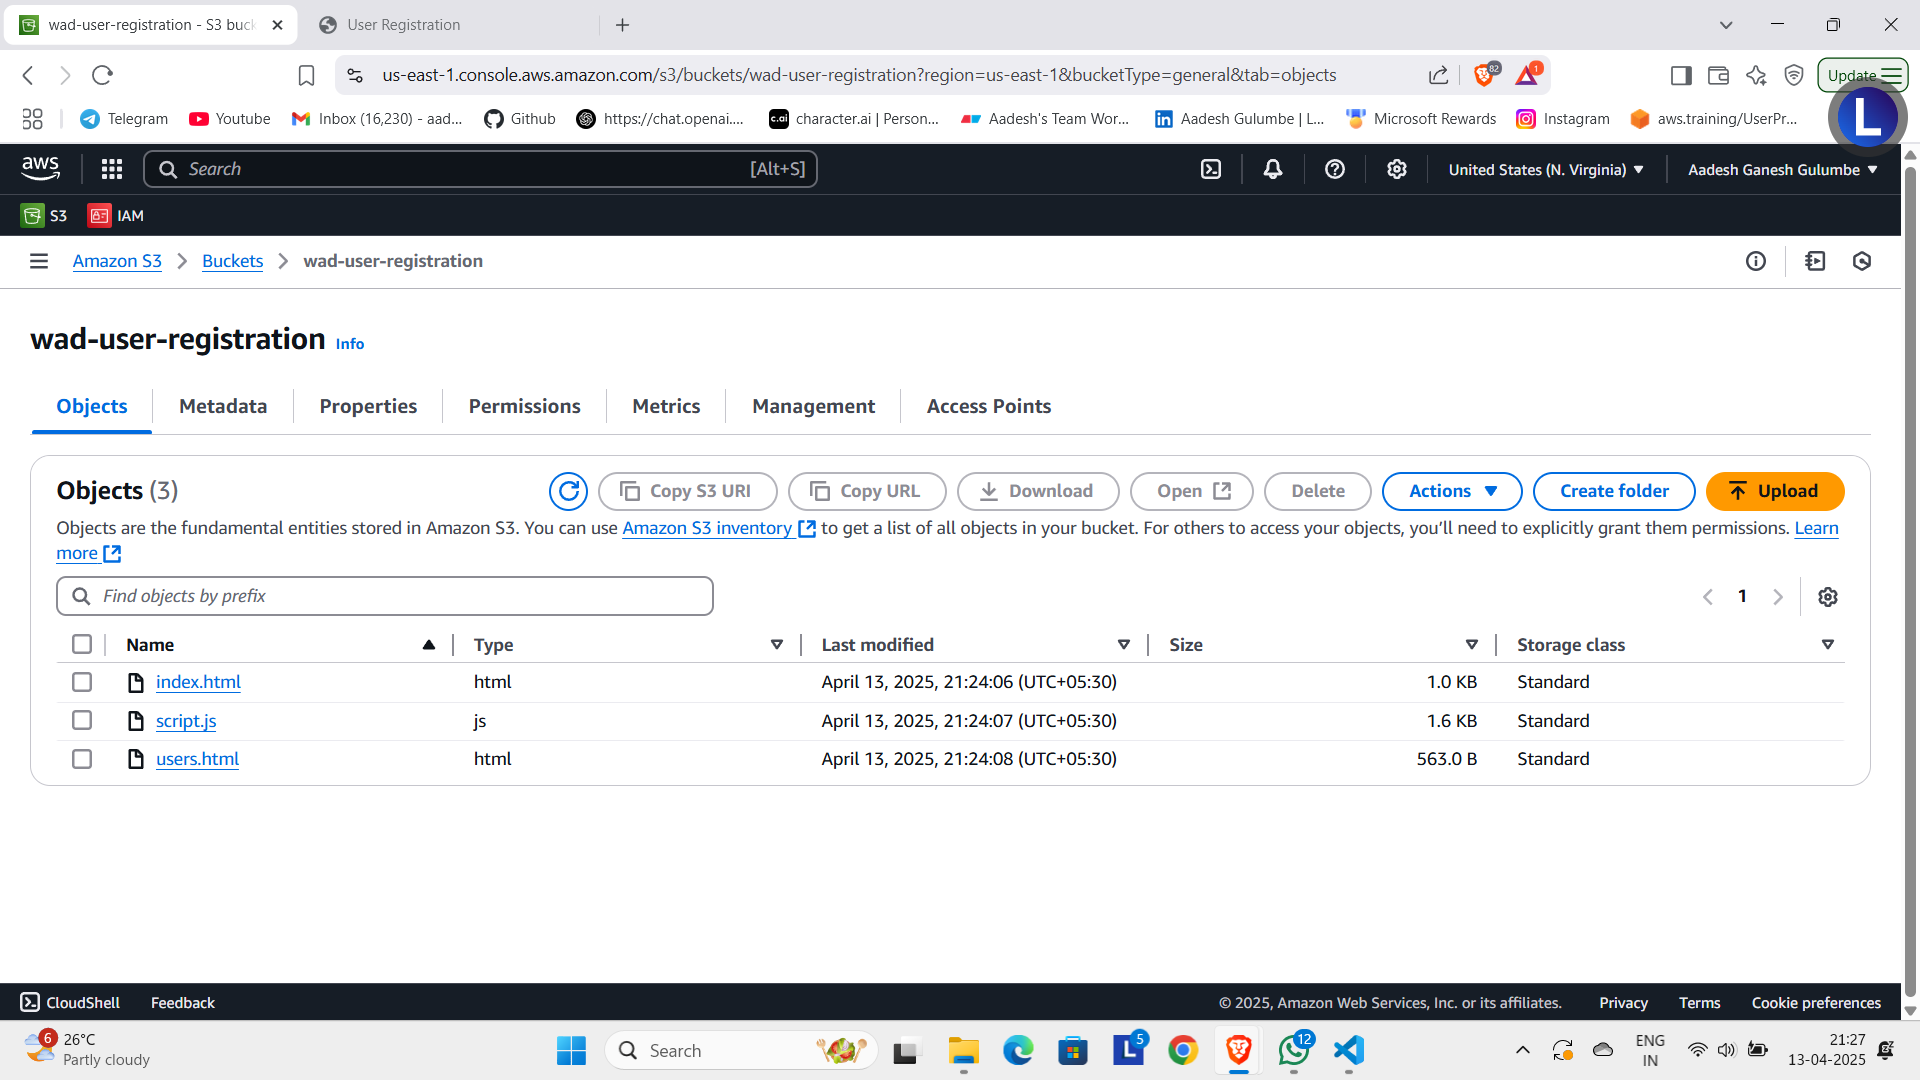 wad-user-registration - S3 buck
User Registration
us-east-1.console.aws.amazon.com/s3/buckets/wad-user-registration?region=us-east-1&bucketType=general&tab=objects
82
1
Update
Telegram
Youtube
Inbox (16,230) - aad...
Github
https://chat.openai....
c.ai
character.ai | Person...
Aadesh's Team Wor...
Aadesh Gulumbe | L...
Microsoft Rewards
Instagram
aws.training/UserPr...
L
aws
Search
[Alt+S]
United States (N. Virginia)
Aadesh Ganesh Gulumbe
S3
IAM
Amazon S3
Buckets
wad-user-registration
wad-user-registration Info
Objects
Metadata
Properties
Permissions
Metrics
Management
Access Points
Objects (3)
Copy S3 URI
Copy URL
Download
Open
Delete
Actions
Create folder
Upload
Objects are the fundamental entities stored in Amazon S3. You can use Amazon S3 inventory to get a list of all objects in your bucket. For others to access your objects, you’ll need to explicitly grant them permissions. Learn
more
Find objects by prefix
1
Name Type Last modified Size Storage class
index.html html April 13, 2025, 21:24:06 (UTC+05:30) 1.0 KB Standard
script.js js April 13, 2025, 21:24:07 (UTC+05:30) 1.6 KB Standard
users.html html April 13, 2025, 21:24:08 (UTC+05:30) 563.0 B Standard
CloudShell
Feedback
© 2025, Amazon Web Services, Inc. or its affiliates.
Privacy
Terms
Cookie preferences
6
26°C
Partly cloudy
Search
L
5
12
ENG
IN
21:27
13-04-2025